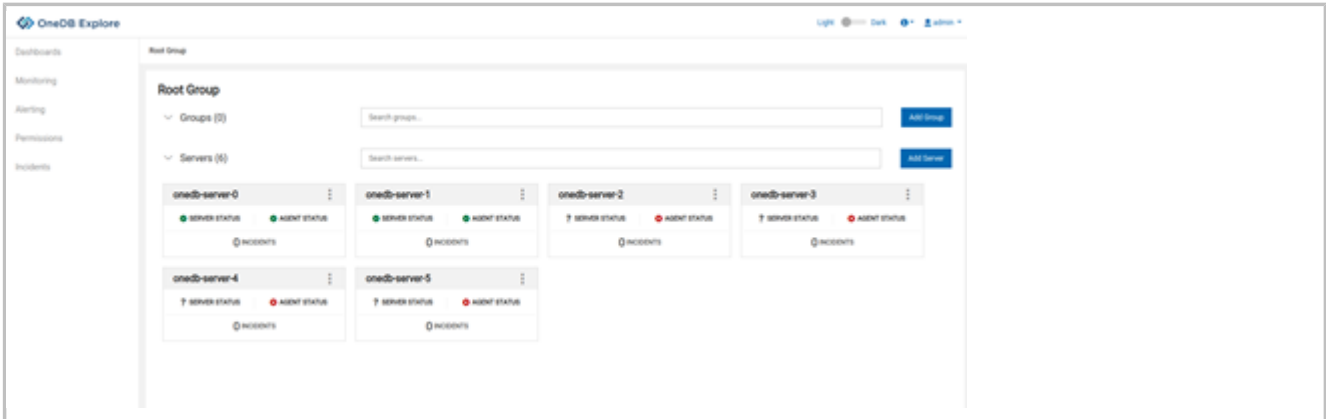 OneDB Explore
Light Dark admin
Dashboards
Root Group
Monitoring
Root Group
Alerting
Groups (0) Search groups... Add Group
Permissions
Servers (6) Search servers... Add Server
Incidents
onedb-server-0 onedb-server-1 onedb-server-2 onedb-server-3
SERVER STATUS AGENT STATUS SERVER STATUS AGENT STATUS ? SERVER STATUS AGENT STATUS ? SERVER STATUS AGENT STATUS
0 INCIDENTS 0 INCIDENTS 0 INCIDENTS 0 INCIDENTS
onedb-server-4 onedb-server-5
? SERVER STATUS AGENT STATUS ? SERVER STATUS AGENT STATUS
0 INCIDENTS 0 INCIDENTS